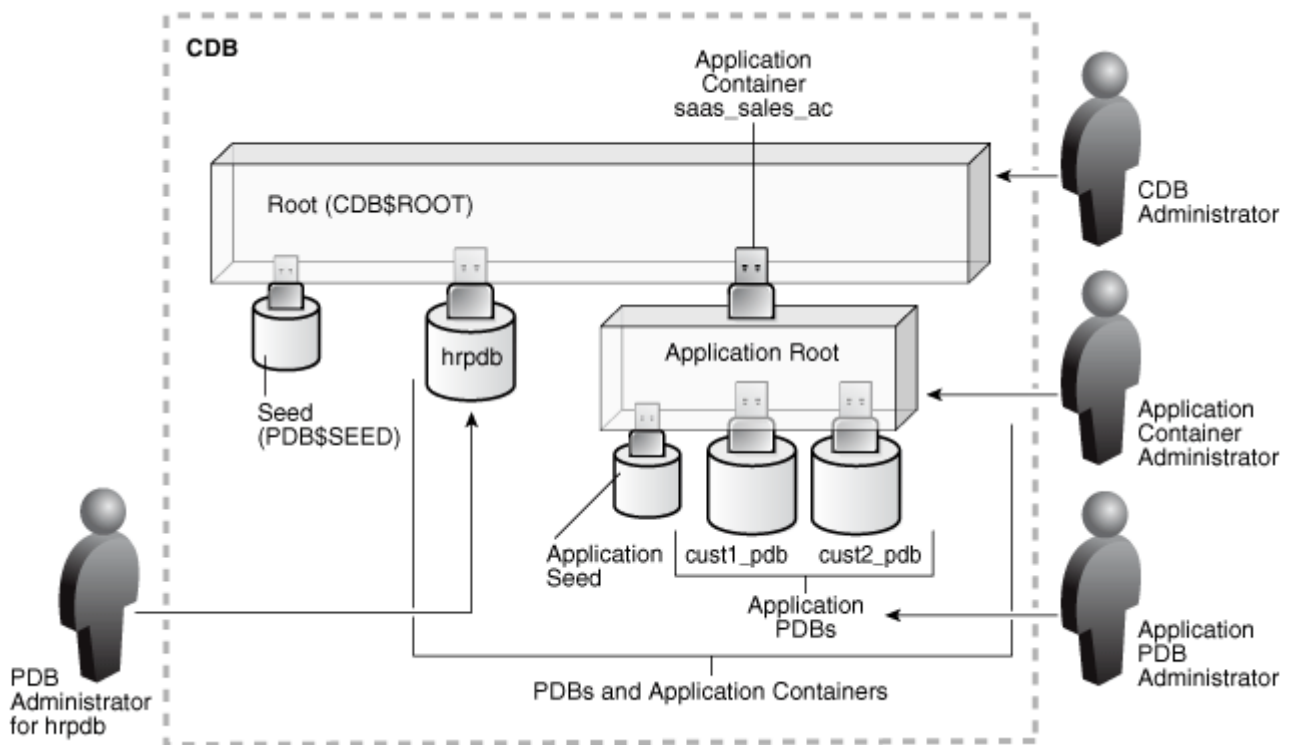 CDB
Application
Container
saas_sales_ac
Root (CDB$ROOT)
CDB
Administrator
hrpdb
Application Root
Seed
(PDB$SEED)
Application
Container
Administrator
Application
Seed
cust1_pdb
cust2_pdb
Application
PDBs
Application
PDB
Administrator
PDB
Administrator
for hrpdb
PDBs and Application Containers